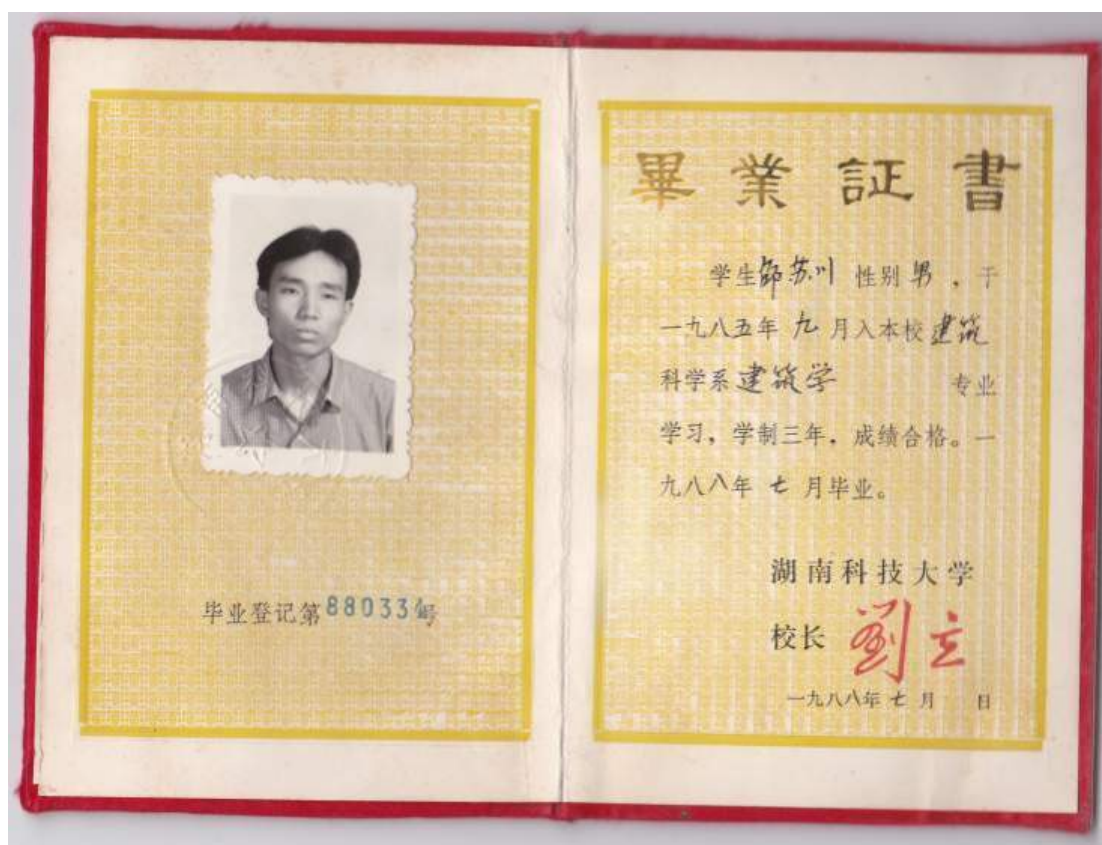 毕业登记第88033号
畢業証書
学生 苏川 性别男，于
一九八五年九月入本校建筑
科学系建筑学 专业
学习，学制三年，成绩合格。一
九八八年七月毕业。
湖南科技大学
校长 劉立
一九八八年七月 日